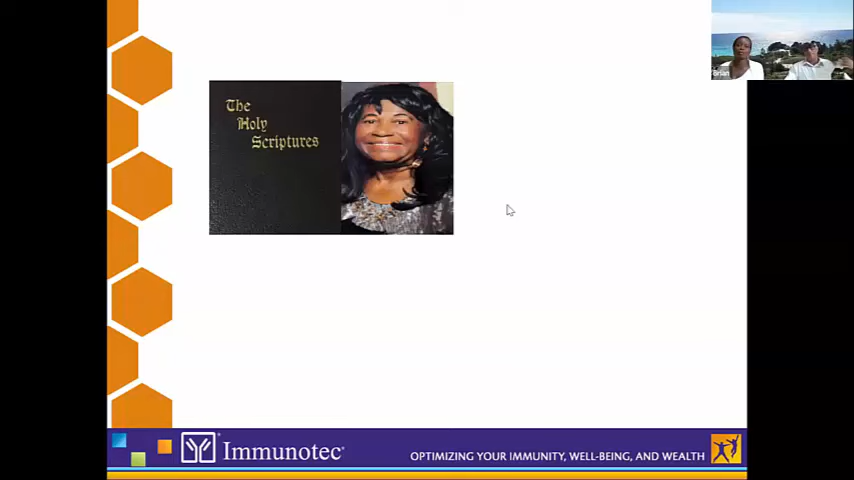 The
Holy
Scriptures
Brian
Immunotec
OPTIMIZING YOUR IMMUNITY, WELL-BEING, AND WEALTH